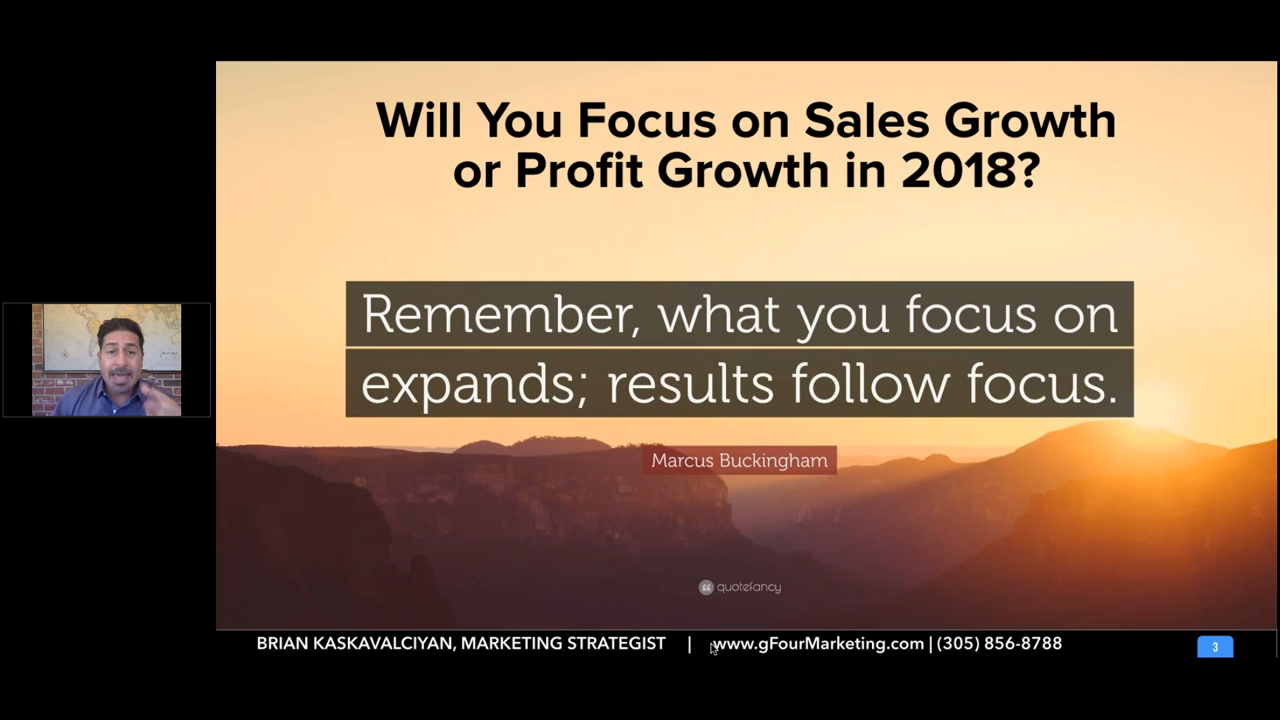 Will You Focus on Sales Growth
or Profit Growth in 2018?
Remember, what you focus on
expands; results follow focus.
Marcus Buckingham
quotefancy
BRIAN KASKAVALCIYAN, MARKETING STRATEGIST | www.gFourMarketing.com | (305) 856-8788
3